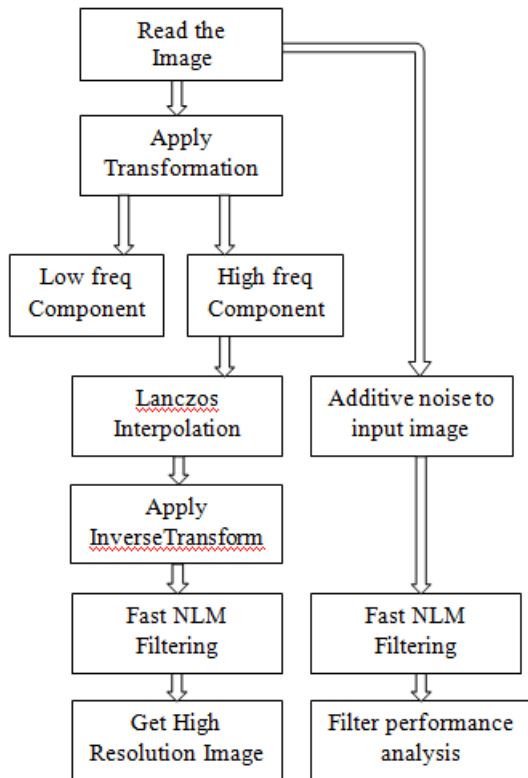 Read the
Image
Apply
Transformation
Low freq
Component
High freq
Component
Lanczos
Interpolation
Additive noise to
input image
Apply
InverseTransform
Fast NLM
Filtering
Fast NLM
Filtering
Get High
Resolution Image
Filter performance
analysis